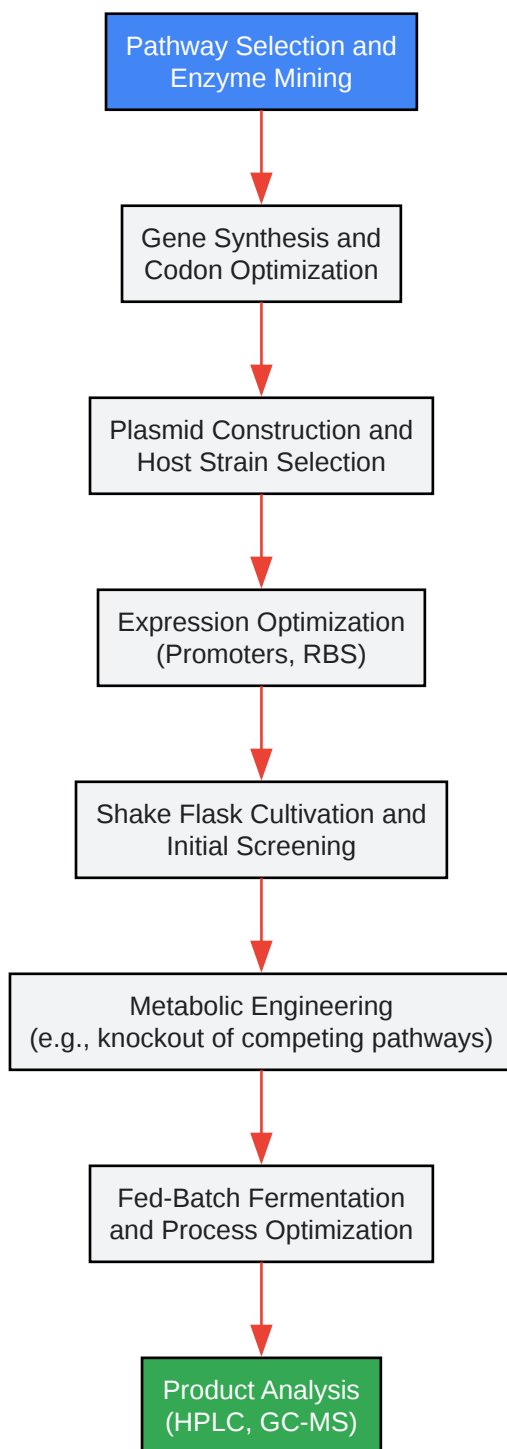 Pathway Selection and
Enzyme Mining
Gene Synthesis and
Codon Optimization
Plasmid Construction and
Host Strain Selection
Expression Optimization
(Promoters, RBS)
Shake Flask Cultivation and
Initial Screening
Metabolic Engineering
(e.g., knockout of competing pathways)
Fed-Batch Fermentation
and Process Optimization
Product Analysis
(HPLC, GC-MS)